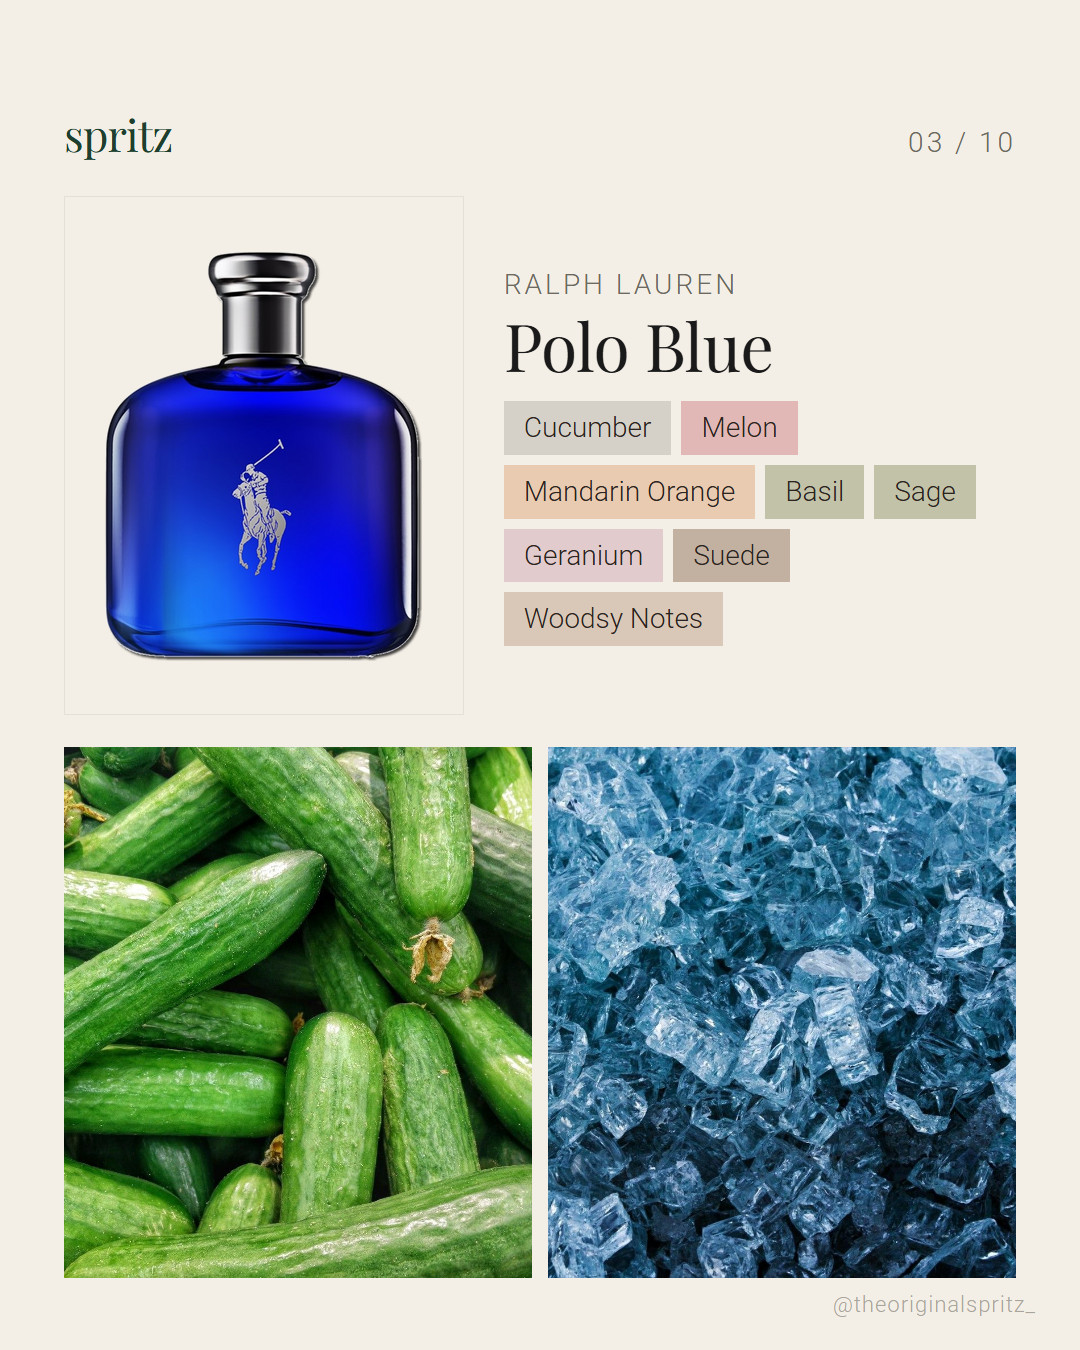 spritz
03 / 10
RALPH LAUREN
Polo Blue
Cucumber Melon
Mandarin Orange Basil Sage
Geranium Suede
Woodsy Notes
@theoriginalspritz_